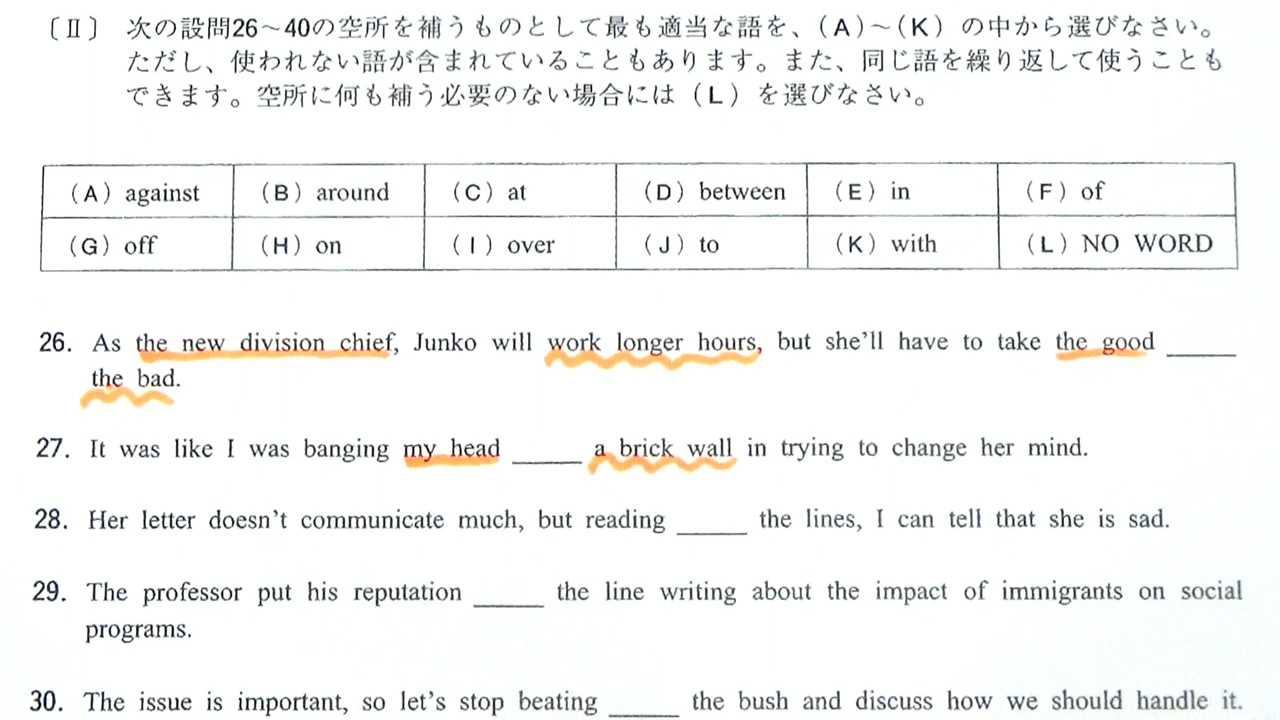 〔Ⅱ〕 次の設問26～40の空所を補うものとして最も適当な語を、(A)～(K)の中から選びなさい。
ただし、使われない語が含まれていることもあります。また、同じ語を繰り返して使うことも
できます。空所に何も補う必要のない場合には(L)を選びなさい。
(A) against (B) around (C) at (D) between (E) in (F) of
(G) off (H) on (I) over (J) to (K) with (L) NO WORD
26. As the new division chief, Junko will work longer hours, but she'll have to take the good _____
the bad.
27. It was like I was banging my head _____ a brick wall in trying to change her mind.
28. Her letter doesn't communicate much, but reading _____ the lines, I can tell that she is sad.
29. The professor put his reputation _____ the line writing about the impact of immigrants on social
programs.
30. The issue is important, so let's stop beating _____ the bush and discuss how we should handle it.